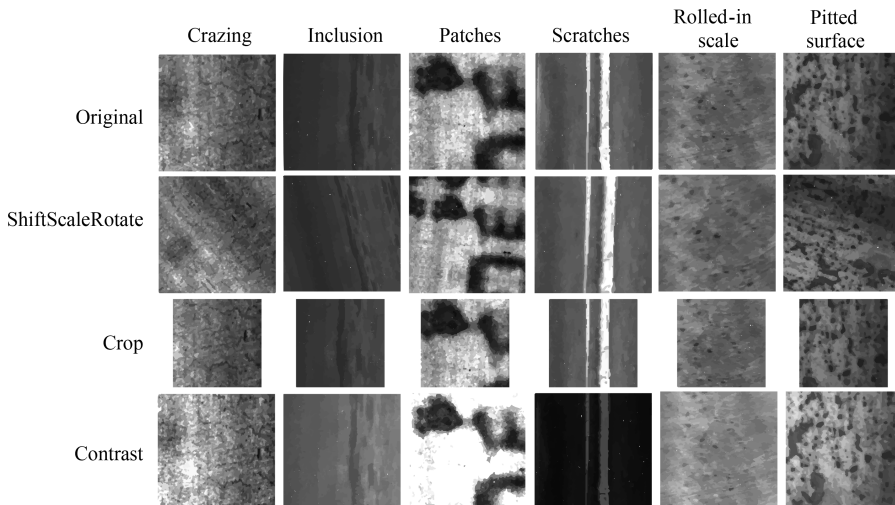 Crazing
Inclusion
Patches
Scratches
Rolled-in
scale
Pitted
surface
Original
ShiftScaleRotate
Crop
Contrast